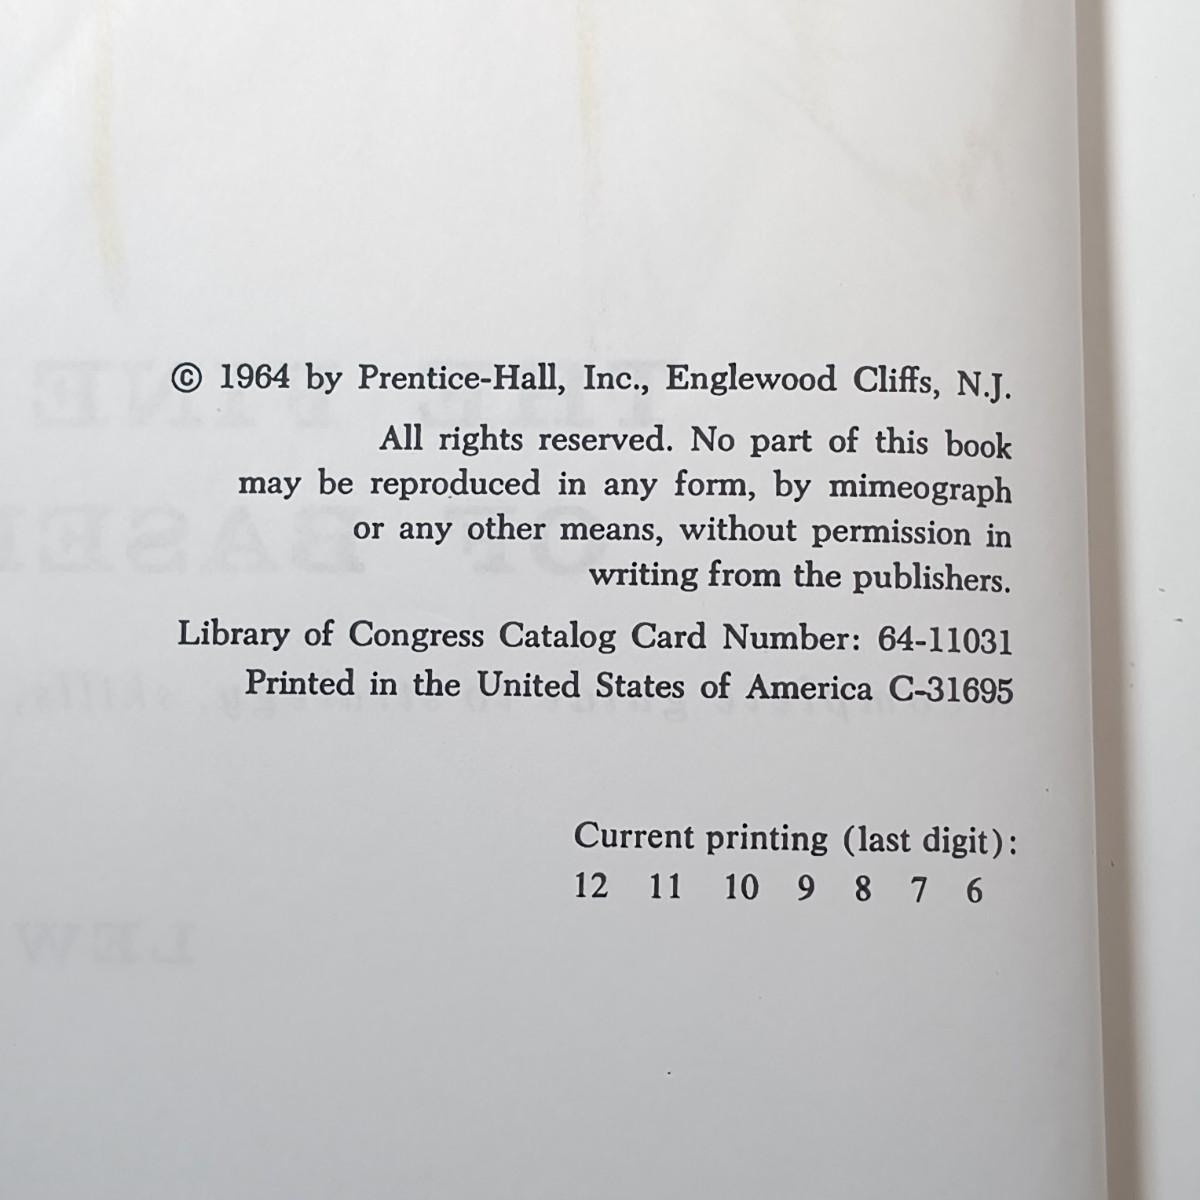 © 1964 by Prentice-Hall, Inc., Englewood Cliffs, N.J.
All rights reserved. No part of this book
may be reproduced in any form, by mimeograph
or any other means, without permission in
writing from the publishers.
Library of Congress Catalog Card Number: 64-11031
Printed in the United States of America C-31695
Current printing (last digit):
12 11 10 9 8 7 6